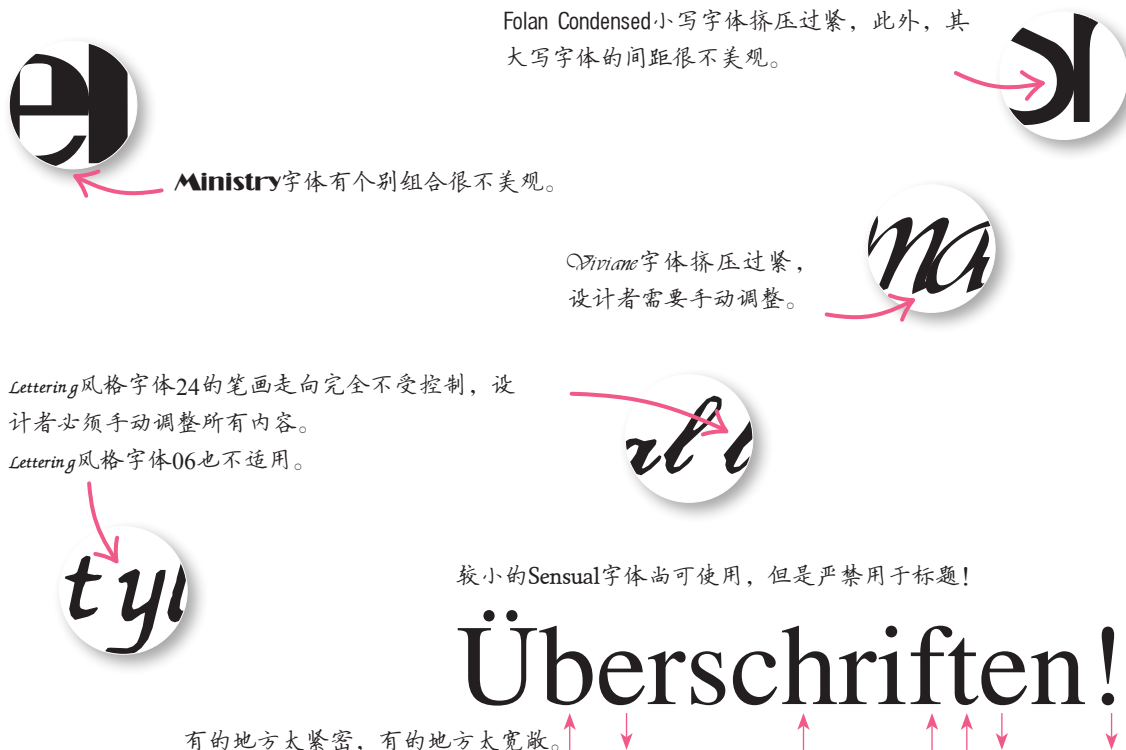 Folan Condensed小写字体挤压过紧，此外，其
大写字体的间距很不美观。
el
Ministry字体有个别组合很不美观。
Viviane字体挤压过紧，
设计者需要手动调整。
ma
Lettering风格字体24的笔画走向完全不受控制，设
计者必须手动调整所有内容。
Lettering风格字体06也不适用。
al
tyl
较小的Sensual字体尚可使用，但是严禁用于标题！
Überschriften!
有的地方太紧密，有的地方太宽敞。